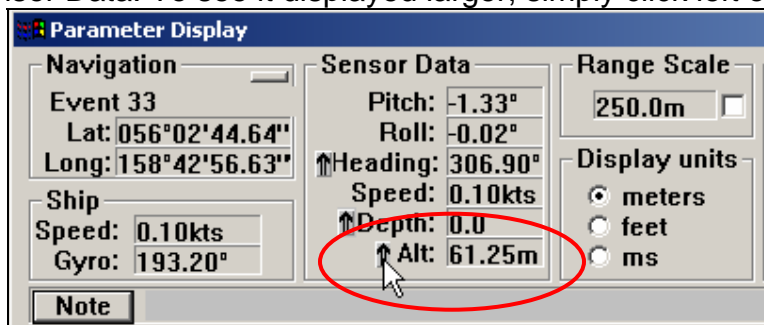 Parameter Display
Navigation
Event 33
Lat: 056°02'44.64"
Long: 158°42'56.63"
Ship
Speed: 0.10kts
Gyro: 193.20°
Sensor Data
Pitch: -1.33°
Roll: -0.02°
Heading: 306.90°
Speed: 0.10kts
Depth: 0.0
Alt: 61.25m
Range Scale
250.0m
Display units
meters
feet
ms
Note